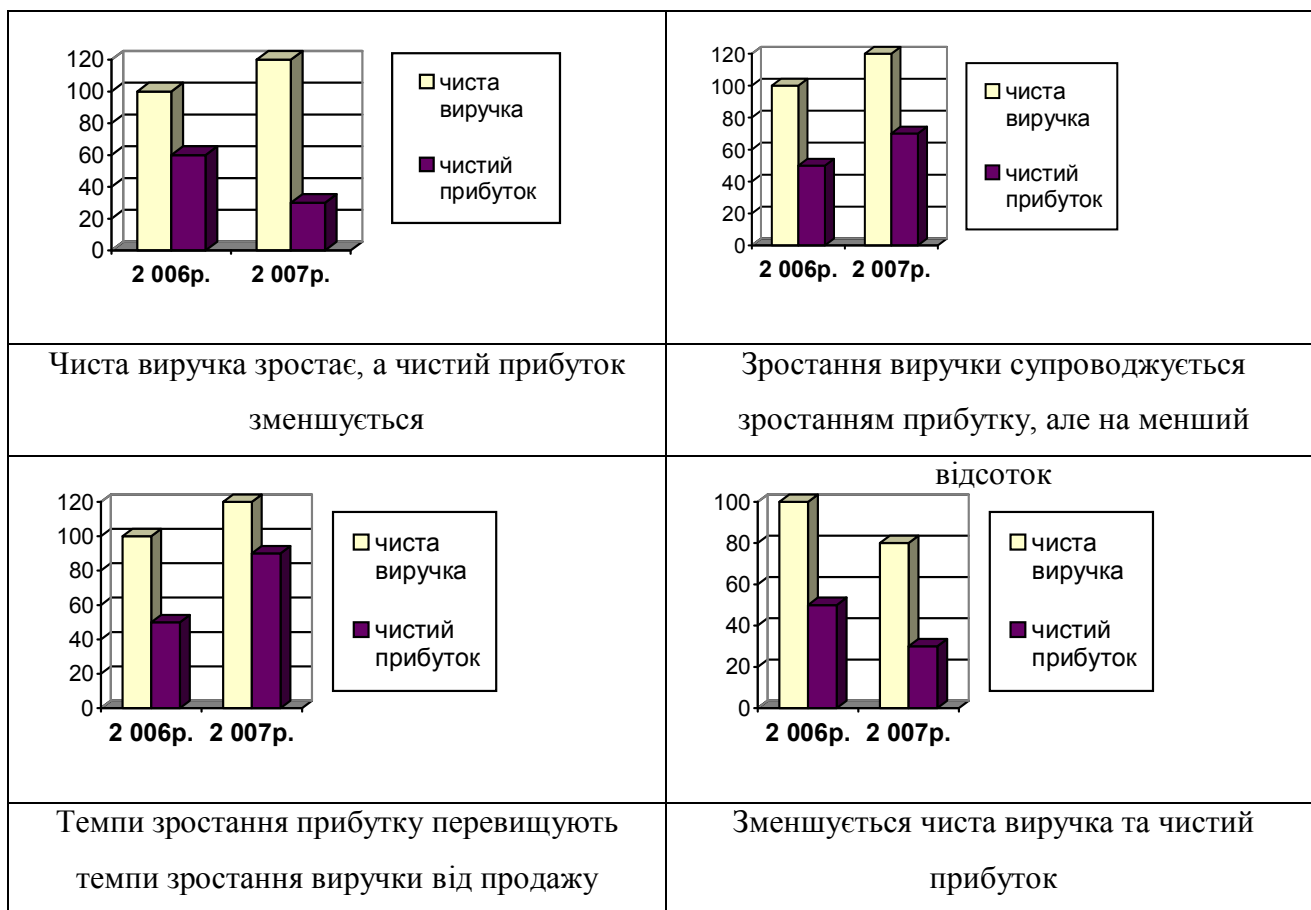 120
100
80
60
40
20
0
2 006р. 2 007р.
чиста
виручка
чистий
прибуток
120
100
80
60
40
20
0
2 006р. 2 007р.
чиста
виручка
чистий
прибуток
Чиста виручка зростає, а чистий прибуток
зменшується
Зростання виручки супроводжується
зростанням прибутку, але на менший
відсоток
120
100
80
60
40
20
0
2 006р. 2 007р.
чиста
виручка
чистий
прибуток
100
80
60
40
20
0
2 006р. 2 007р.
чиста
виручка
чистий
прибуток
Темпи зростання прибутку перевищують
темпи зростання виручки від продажу
Зменшується чиста виручка та чистий
прибуток